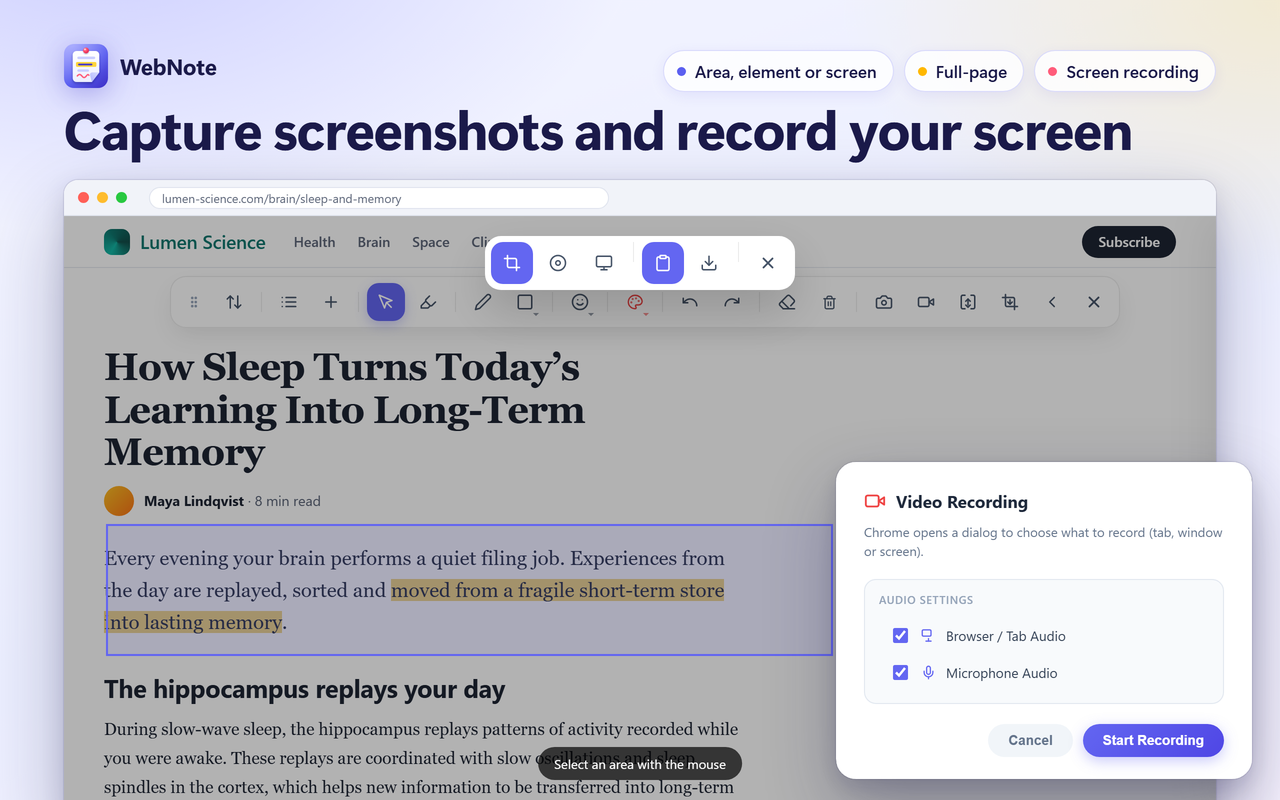 WebNote
Area, element or screen
Full-page
Screen recording
Capture screenshots and record your screen
lumen-science.com/brain/sleep-and-memory
Lumen Science
Health
Brain
Space
Subscribe
How Sleep Turns Today’s
Learning Into Long-Term
Memory
Maya Lindqvist · 8 min read
Every evening your brain performs a quiet filing job. Experiences from
the day are replayed, sorted and moved from a fragile short-term store
into lasting memory.
The hippocampus replays your day
During slow-wave sleep, the hippocampus replays patterns of activity recorded while
you were awake. These replays are coordinated with slow oscillations and sleep
spindles in the cortex, which helps new information to be transferred into long-term
Select an area with the mouse
Video Recording
Chrome opens a dialog to choose what to record (tab, window
or screen).
AUDIO SETTINGS
Browser / Tab Audio
Microphone Audio
Cancel
Start Recording